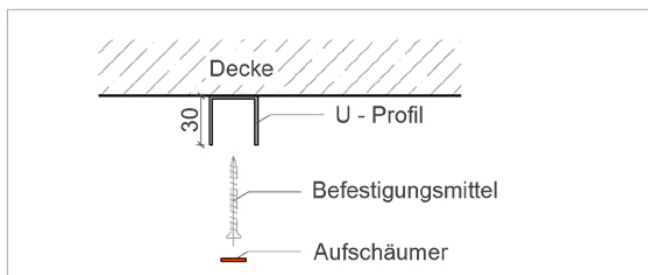 Decke
30
U - Profil
Befestigungsmittel
Aufschäumer